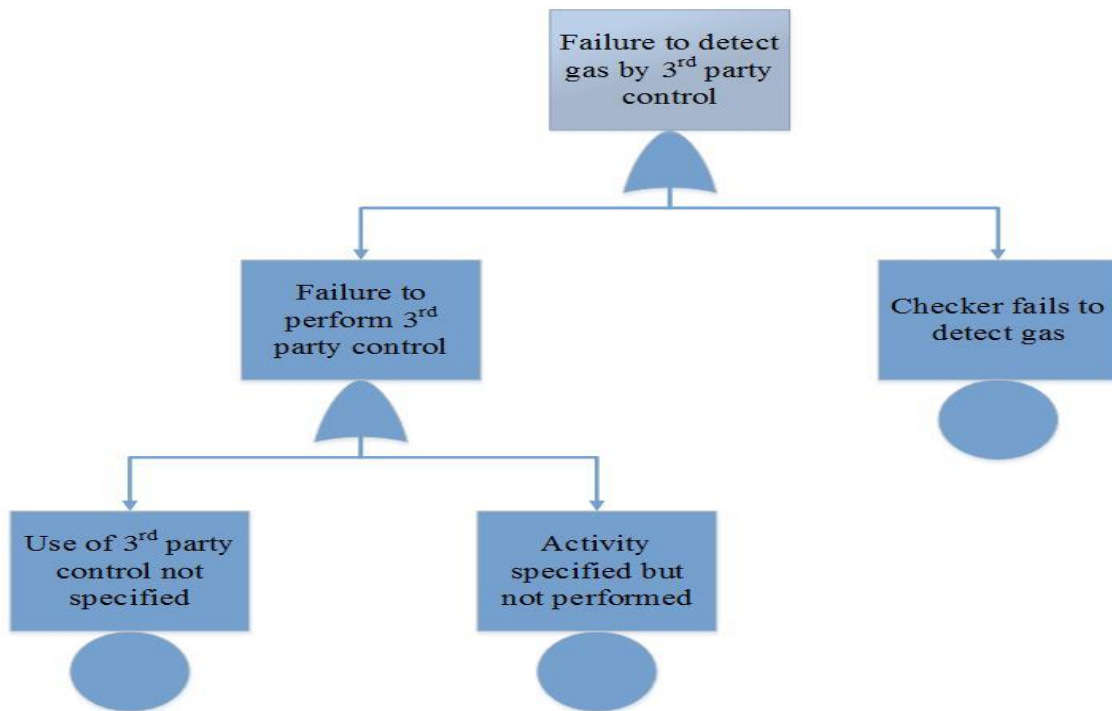 Failure to detect
gas by 3rd party
control
Failure to
perform 3rd
party control
Checker fails to
detect gas
Use of 3rd party
control not
specified
Activity
specified but
not performed